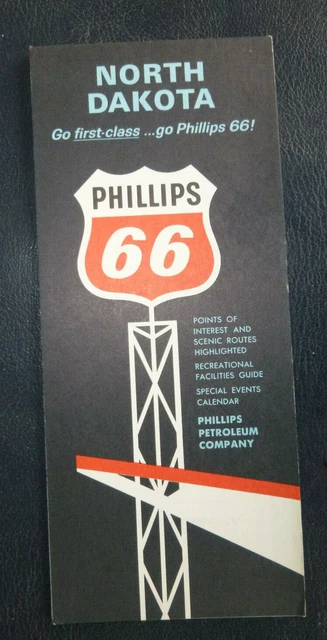 NORTH
DAKOTA
Go first-class ...go Phillips 66!
PHILLIPS
66
POINTS OF
INTEREST AND
SCENIC ROUTES
HIGHLIGHTED
RECREATIONAL
FACILITIES GUIDE
SPECIAL EVENTS
CALENDAR
PHILLIPS
PETROLEUM
COMPANY